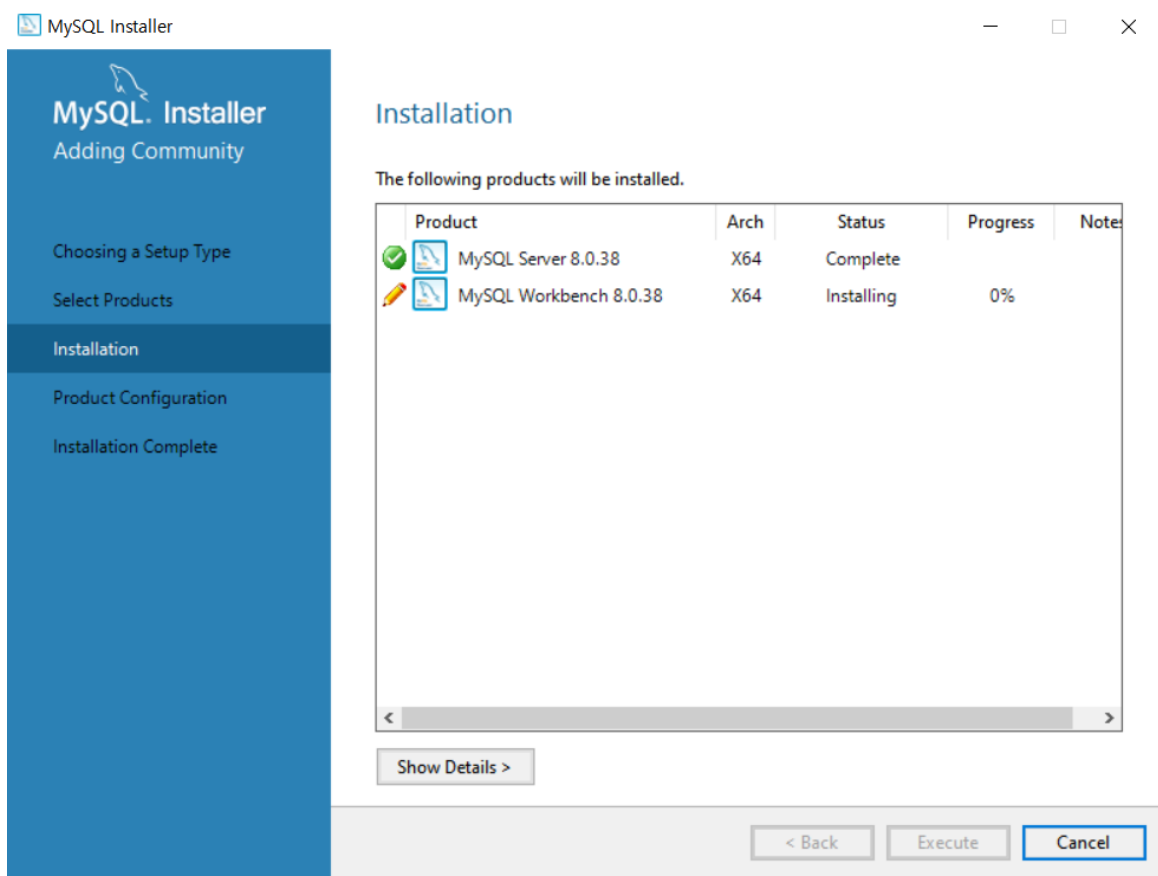 MySQL Installer
MySQL. Installer
Adding Community
Choosing a Setup Type
Select Products
Installation
Product Configuration
Installation Complete
Installation
The following products will be installed.
Product Arch Status Progress Notes
MySQL Server 8.0.38 X64 Complete
MySQL Workbench 8.0.38 X64 Installing 0%
Show Details >
< Back Execute Cancel